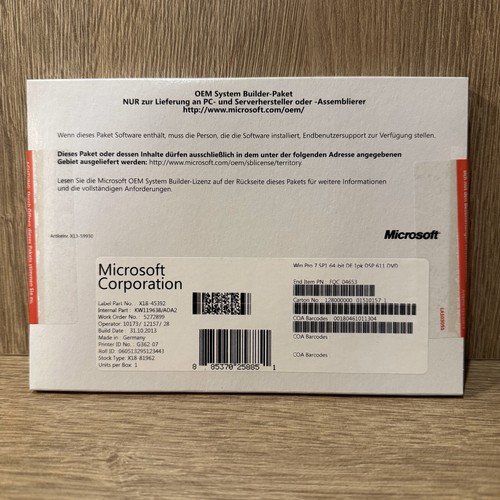 OEM System Builder-Paket
NUR zur Lieferung an PC- und Serverhersteller oder -Assemblierer
http://www.microsoft.com/oem/
Wenn dieses Paket Software enthält, muss die Person, die die Software installiert, Endbenutzersupport zur Verfügung stellen.
Dieses Paket oder dessen Inhalte dürfen ausschließlich in dem unter der folgenden Adresse angegebenen
Gebiet ausgeliefert werden: http://www.microsoft.com/oem/sblicense/territory.
Lesen Sie die Microsoft OEM System Builder-Lizenz auf der Rückseite dieses Pakets für weitere Informationen
und die vollständigen Anforderungen.
Artikelnr. X13-59930
Microsoft
Microsoft
Corporation
Label Part No: X18-45392
Internal Part: KW119638/AOA2
Work Order No.: 5272899
Operator: 10173/ 12157/ 28
Build Date: 31.10.2013
Made in: Germany
Printer ID No.: G362 07
Roll ID: 060513295123443
Stock Type: X18-81962
Units per Box: 1
8 85370 25885 1
Win Pro 7 SP1 64-bit DE 1pk DSP 611 DVD
End Item PN FQC-04653
Carton No. 128000000 01510157-1
COA Barcodes 00180461011304
COA Barcodes
COA Barcodes